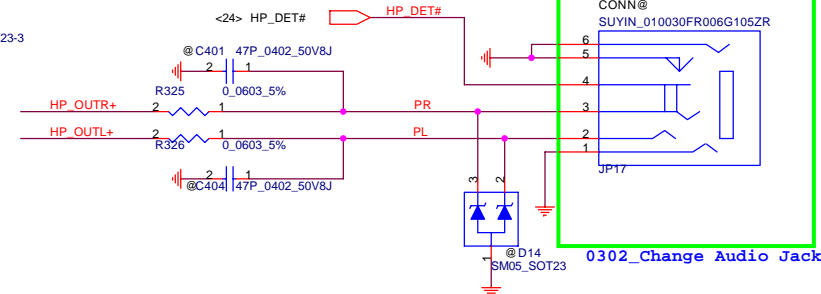 CONN@
<24> HP_DET#
HP_DET#
SUYIN_010030FR006G105ZR
23-3
@C401 47P_0402_50V8J
2 1
R325 0_0603_5%
HP_OUTR+ 2 1 PR
HP_OUTL+ 2 1 PL
R326 0_0603_5%
2 1
@C404 47P_0402_50V8J
6
5
4
3
2
1
JP17
3 2
1
@D14
SM05_SOT23
0302_Change Audio Jack